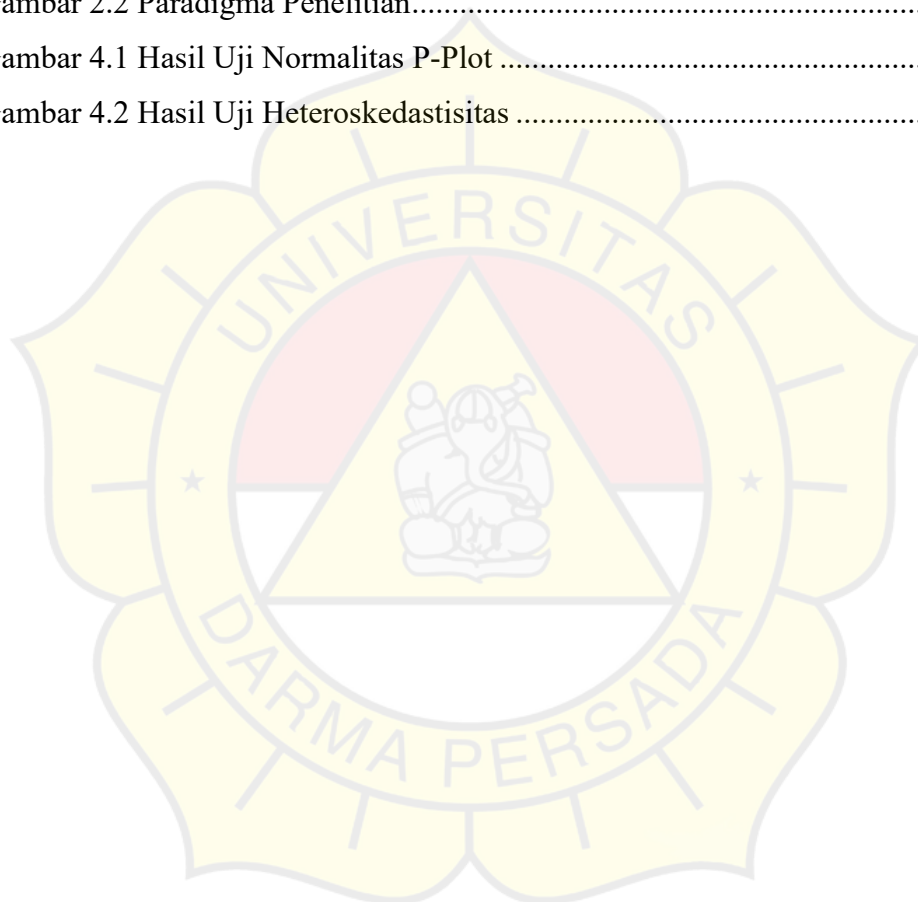 ambar 2.2 Paradigma Penelitian................................................................
ambar 4.1 Hasil Uji Normalitas P-Plot .....................................................
ambar 4.2 Hasil Uji Heteroskedastisitas ...................................................
UNIVERSITAS
DARMA PERSADA